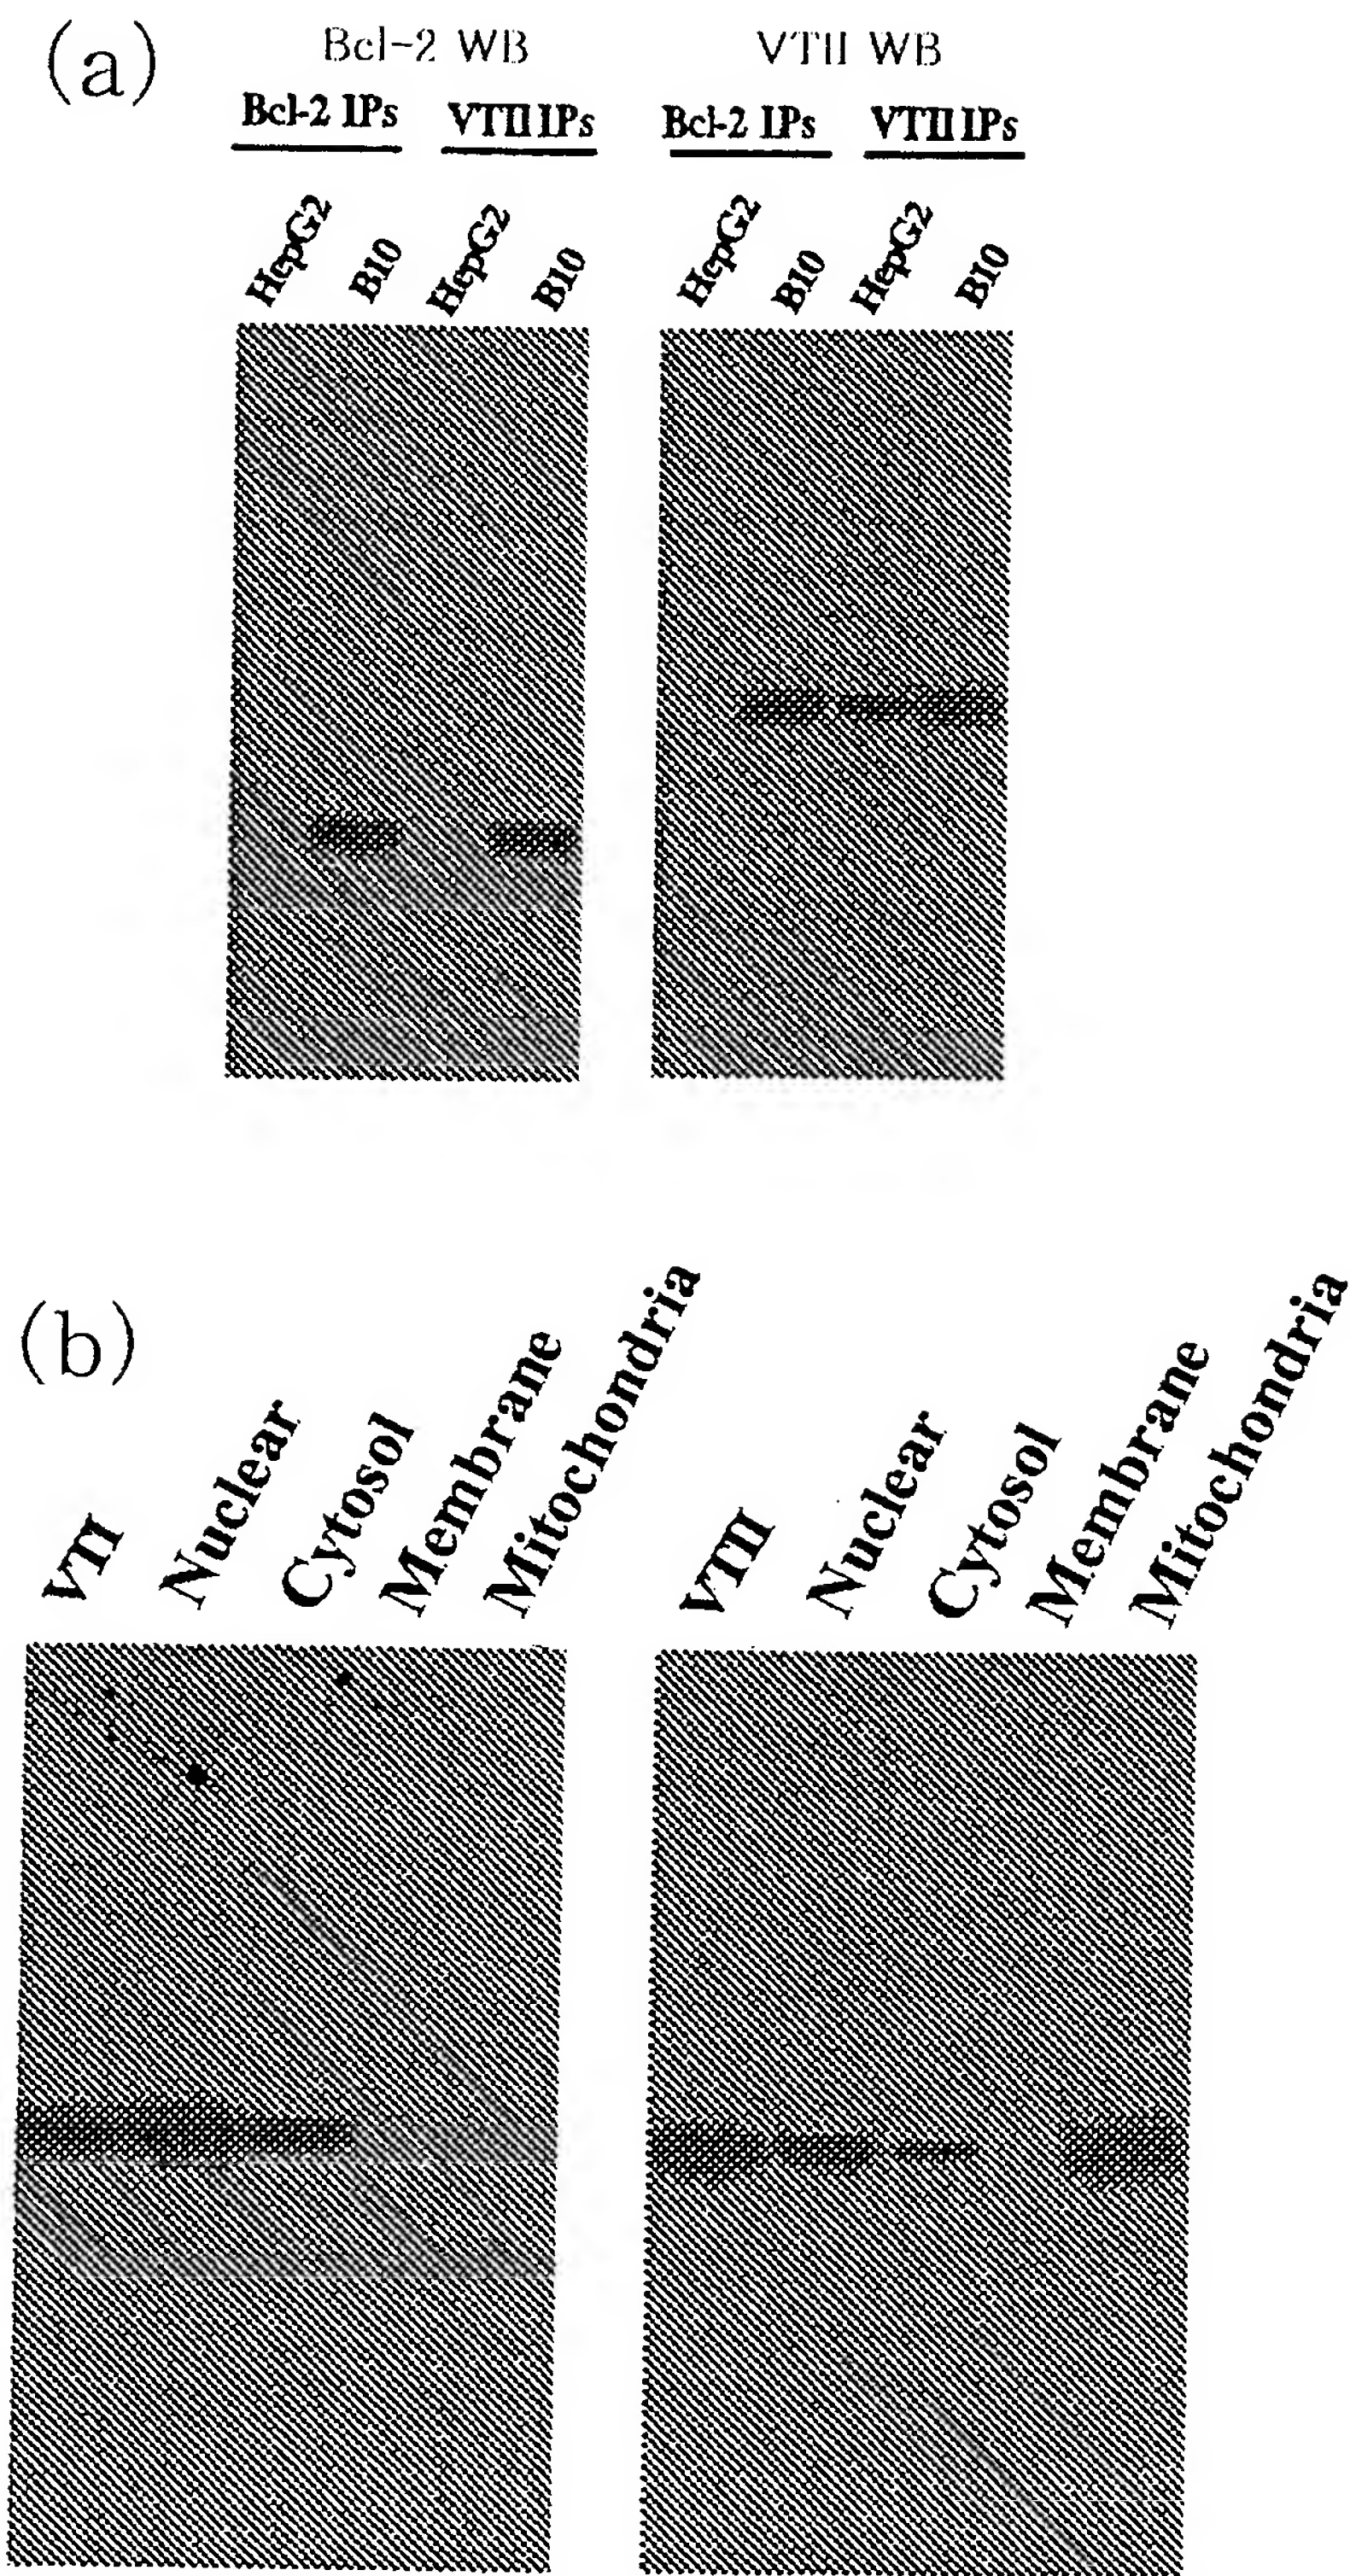 (a)
Bcl-2 WB VTII WB
Bcl-2 IPs VTII IPs Bcl-2 IPs VTII IPs
HepG2 B10 HepG2 B10 HepG2 B10 HepG2 B10
(b)
VTI Nuclear Cytosol Membrane Mitochondria VTII Nuclear Cytosol Membrane Mitochondria